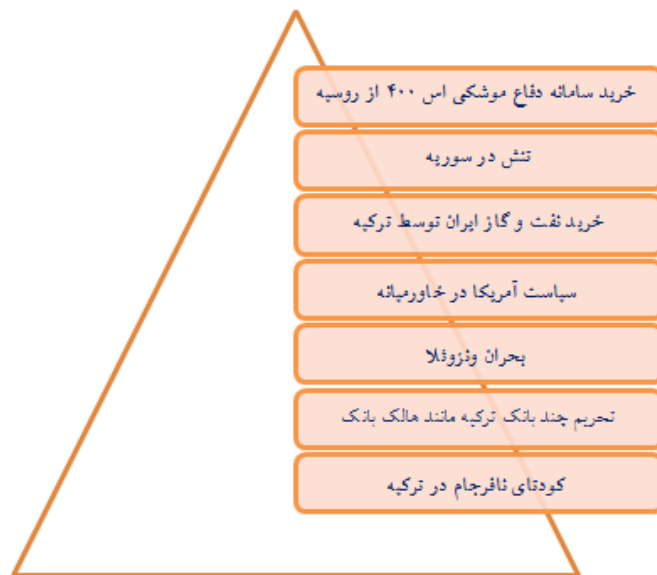 خرید سامانه دفاع موشکی اس ۴۰۰ از روسیه
تنش در سوریه
خرید نفت و گاز ایران توسط ترکیه
سیاست آمریکا در خاورمیانه
بحران ونزوئلا
تحریم چند بانک ترکیه مانند هالک بانک
کودتای نافرجام در ترکیه